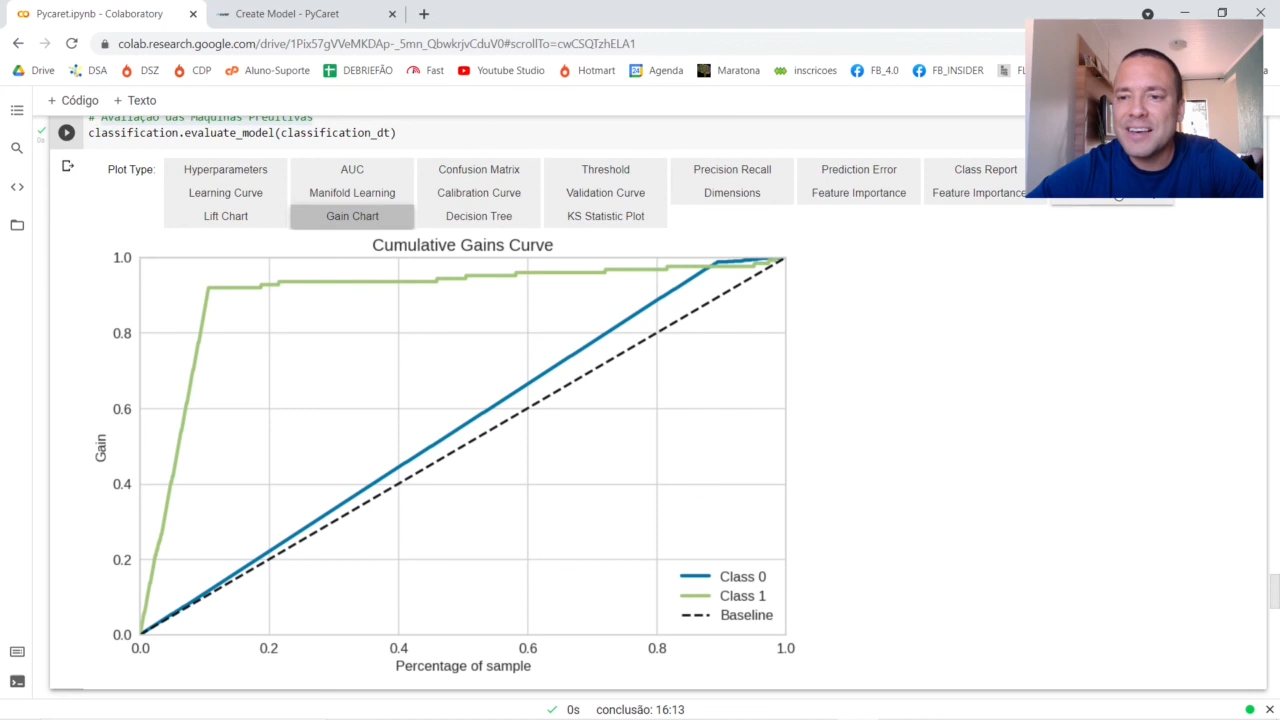 Pycaret.ipynb - Colaboratory
Create Model - PyCaret
colab.research.google.com/drive/1Pix57gVVeMKDAp-_5mn_QbwkrjvCduV0#scrollTo=cwCSQTzhELA1
Drive DSA DSZ CDP Aluno-Suporte DEBRIEFÃO Fast Youtube Studio Hotmart Agenda Maratona inscricoes FB_4.0 FB_INSIDER
+ Código + Texto
# Avaliação das Máquinas Preditivas
classification.evaluate_model(classification_dt)
0s
Plot Type: Hyperparameters AUC Confusion Matrix Threshold Precision Recall Prediction Error Class Report
Learning Curve Manifold Learning Calibration Curve Validation Curve Dimensions Feature Importance Feature Importance
Lift Chart Gain Chart Decision Tree KS Statistic Plot
Cumulative Gains Curve
1.0
0.8
0.6
0.4
0.2
0.0
Gain
Class 0
Class 1
Baseline
0.0 0.2 0.4 0.6 0.8 1.0
Percentage of sample
0s conclusão: 16:13